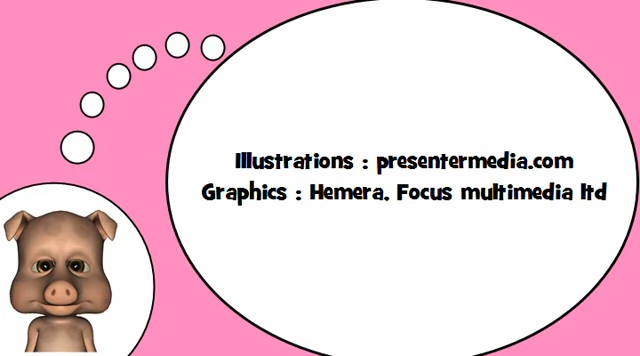 Illustrations : presentermedia.com
Graphics : Hemera. Focus multimedia ltd